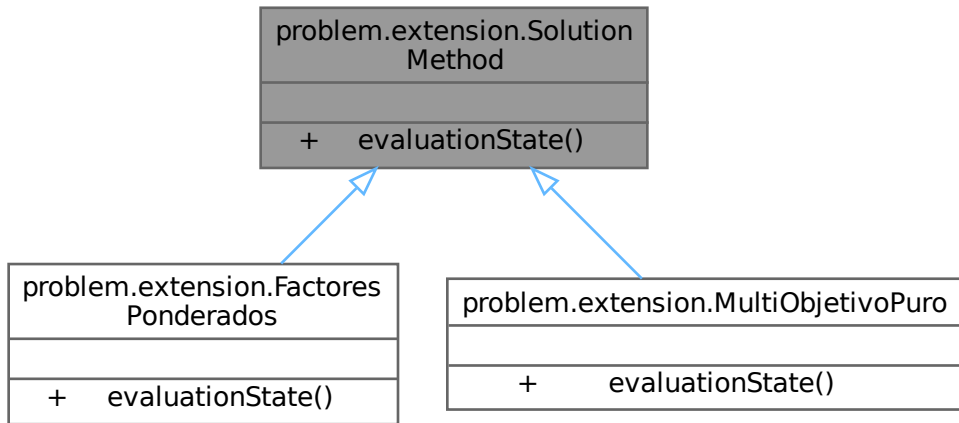 problem.extension.Solution
Method
+ evaluationState()
problem.extension.Factores
Ponderados
+ evaluationState()
problem.extension.MultiObjetivoPuro
+ evaluationState()